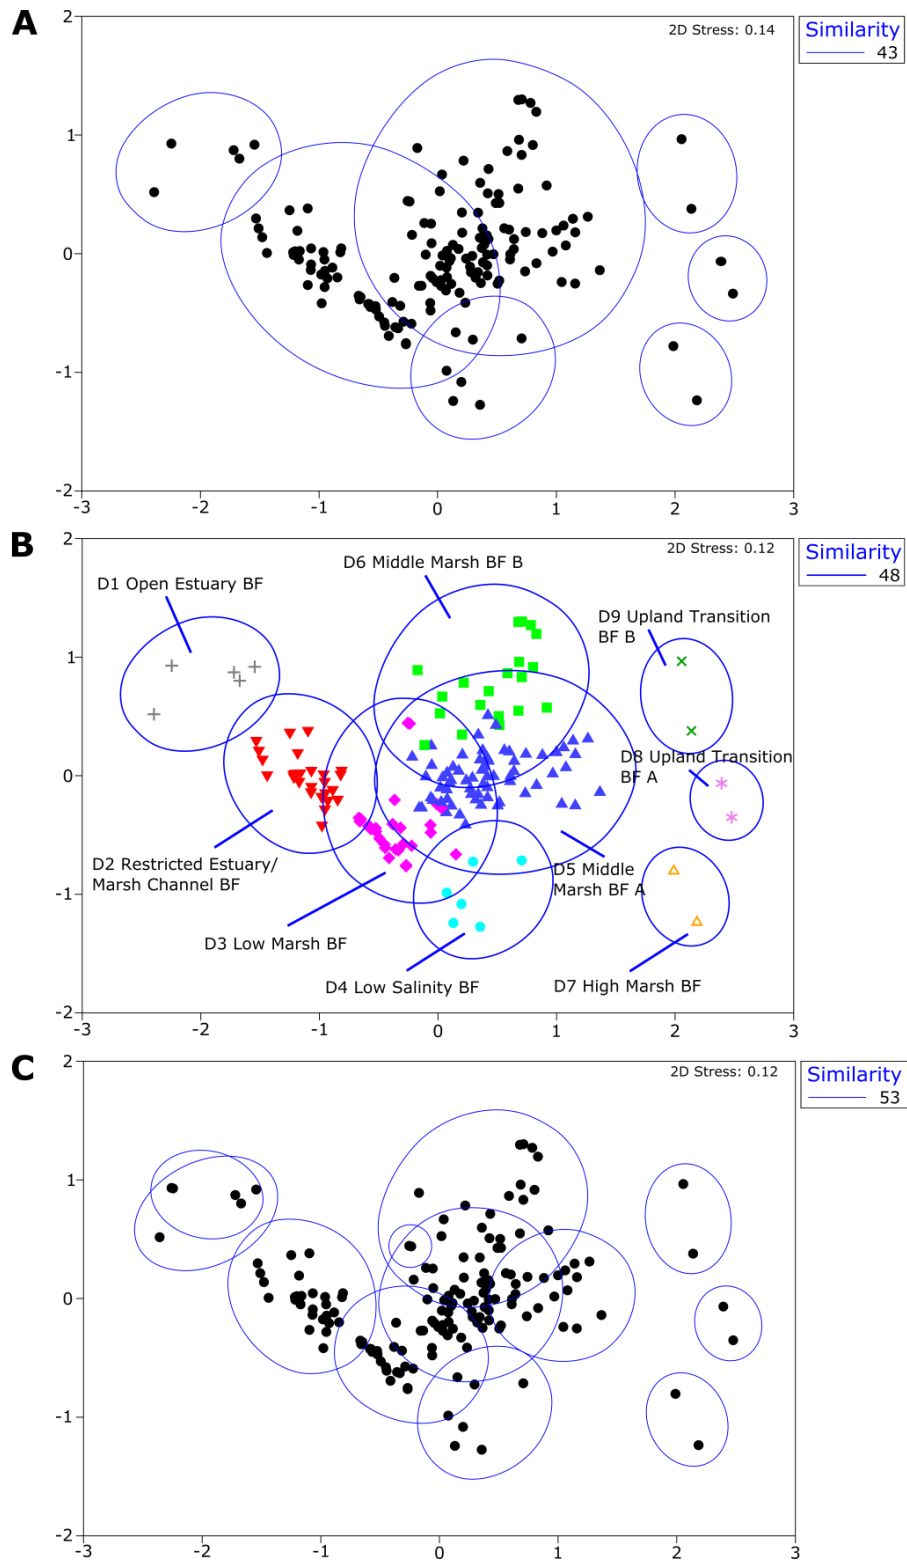 A
2D Stress: 0.14
Similarity
43
2
1
0
-1
-2
-3
-2
-1
0
1
2
3
B
2D Stress: 0.12
Similarity
48
2
1
0
-1
-2
D6 Middle Marsh BF B
D1 Open Estuary BF
D9 Upland Transition
BF B
D8 Upland Transition
BF A
D2 Restricted Estuary/
Marsh Channel BF
D5 Middle
Marsh BF A
D3 Low Marsh BF
D4 Low Salinity BF
D7 High Marsh BF
-3
-2
-1
0
1
2
3
C
2D Stress: 0.12
Similarity
53
2
1
0
-1
-2
-3
-2
-1
0
1
2
3